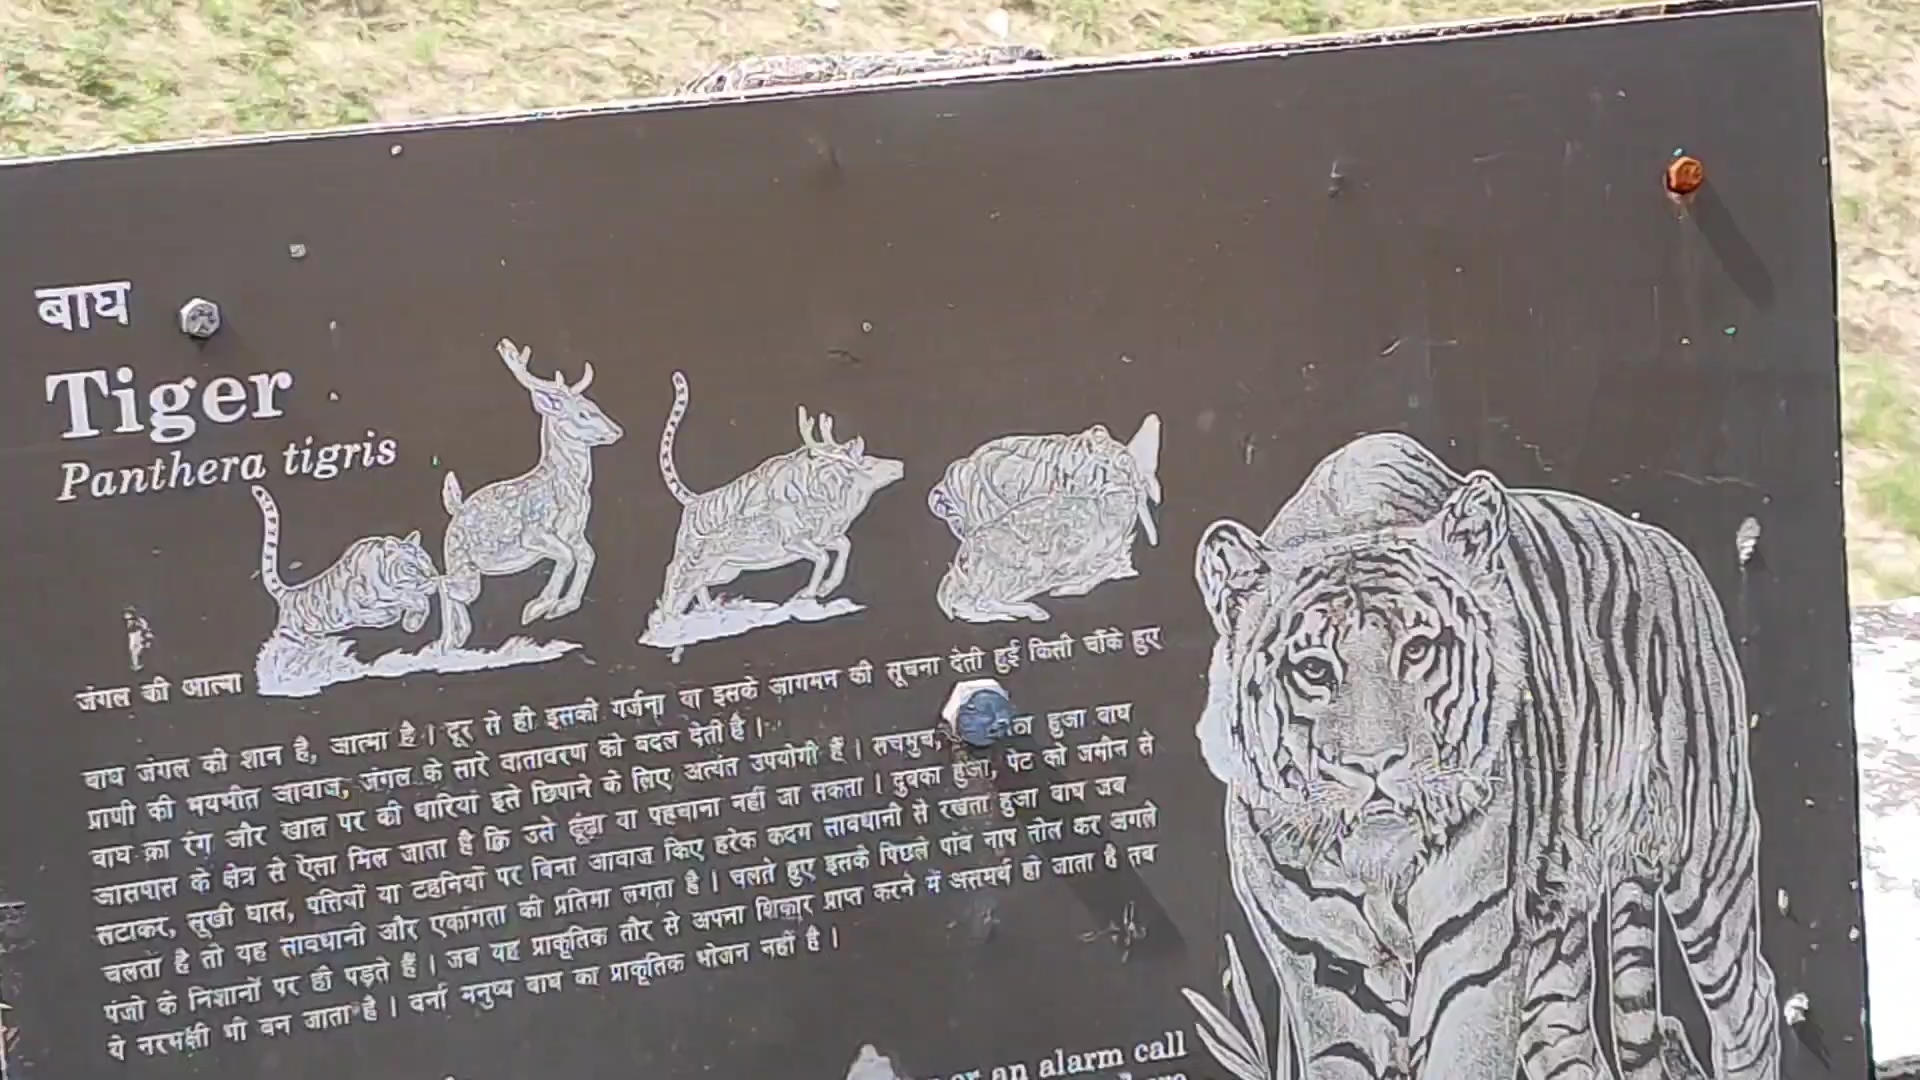 बाघ
Tiger
Panthera tigris
जंगल की आत्मा
बाघ जंगल की शान है, आत्मा है । दूर से ही इसकी गर्जना या इसके आगमन की सूचना देती हुई किसी चौंके हुए
प्राणी की भयभीत आवाज, जंगल के सारे वातावरण को बदल देती है ।
बाघ का रंग और खाल पर की धारियां इसे छिपाने के लिए अत्यंत उपयोगी हैं । सचमुच, हुआ बाघ
आसपास के क्षेत्र से ऐसा मिल जाता है कि उसे ढूंढ़ा या पहचाना नहीं जा सकता । दुबका हुआ, पेट को जमीन से
सटाकर, सूखी घास, पत्तियों या टहनियों पर बिना आवाज किए हरेक कदम सावधानी से रखता हुआ बाघ जब
चलता है तो यह सावधानी और एकांगता की प्रतिमा लगता है । चलते हुए इसके पिछले पांव नाप तोल कर अगले
पंजो के निशानों पर ही पड़ते हैं । जब यह प्राकृतिक तौर से अपना शिकार प्राप्त करने में असमर्थ हो जाता है तब
ये नरभक्षी भी बन जाता है । वर्ना मनुष्य बाघ का प्राकृतिक भोजन नहीं है ।
or an alarm call